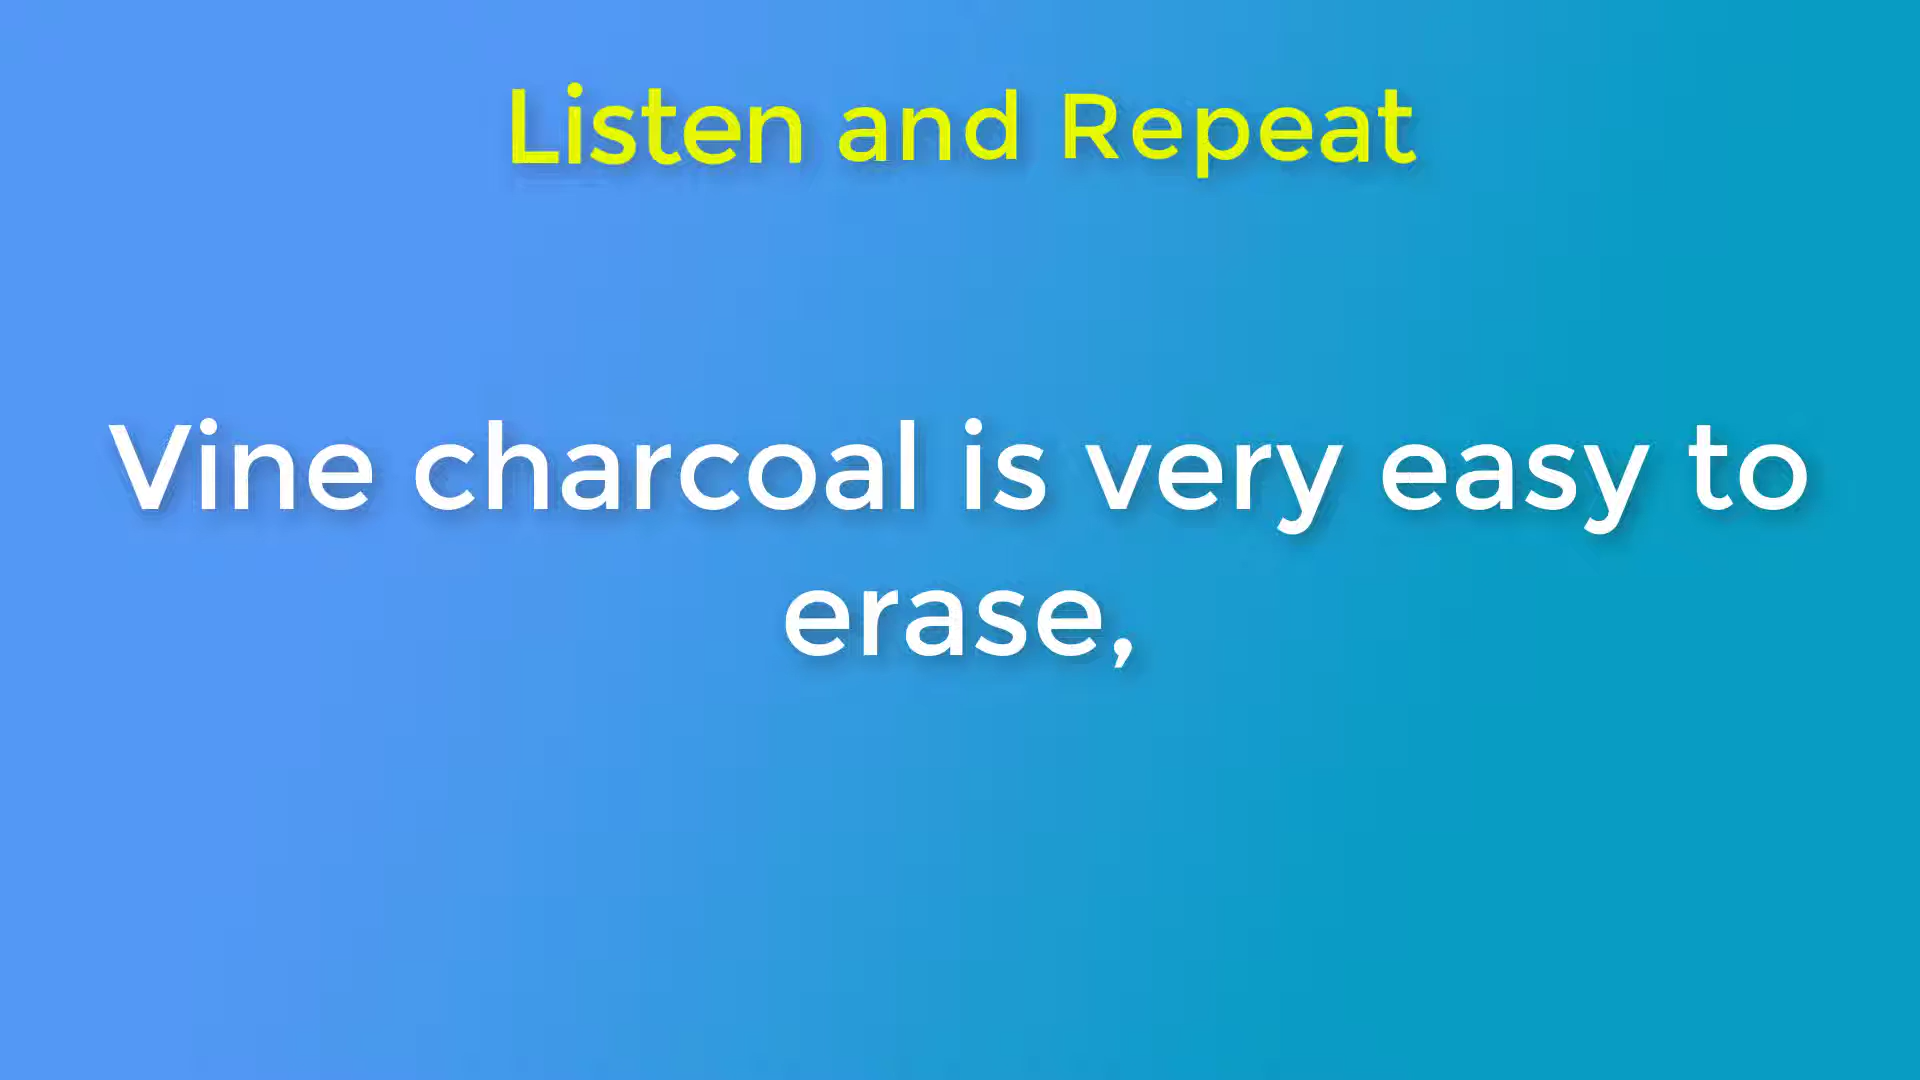 Listen and Repeat
Vine charcoal is very easy to
erase,